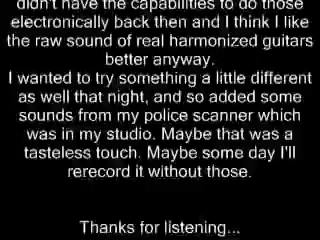 didn't have the capabilities to do those
electronically back then and I think I like
the raw sound of real harmonized guitars
better anyway.
I wanted to try something a little different
as well that night, and so added some
sounds from my police scanner which
was in my studio. Maybe that was a
tasteless touch. Maybe some day I'll
rerecord it without those.
Thanks for listening...